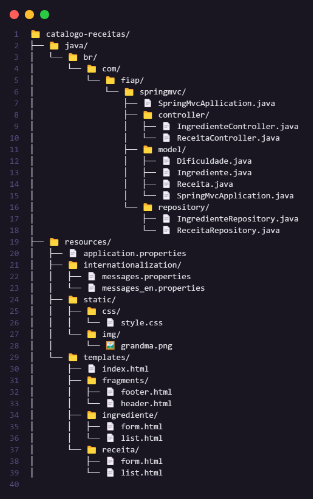 1 catalogo-receitas/
2 ├── java/
3 │   └── br/
4 │       └── com/
5 │           └── fiap/
6 │               └── springmvc/
7 │                   ├── SpringMvcApllication.java
8 │                   ├── controller/
9 │                   │   ├── IngredienteController.java
10 │                   │   └── ReceitaController.java
11 │                   ├── model/
12 │                   │   ├── Dificuldade.java
13 │                   │   ├── Ingrediente.java
14 │                   │   ├── Receita.java
15 │                   │   └── SpringMvcApplication.java
16 │                   └── repository/
17 │                       ├── IngredienteRepository.java
18 │                       └── ReceitaRepository.java
19 ├── resources/
20 │   ├── application.properties
21 │   ├── internationalization/
22 │   │   ├── messages.properties
23 │   │   └── messages_en.properties
24 │   ├── static/
25 │   │   ├── css/
26 │   │   │   └── style.css
27 │   │   └── img/
28 │   │       └── grandma.png
29 │   └── templates/
30 │       ├── index.html
31 │       ├── fragments/
32 │       │   ├── footer.html
33 │       │   └── header.html
34 │       ├── ingrediente/
35 │       │   ├── form.html
36 │       │   └── list.html
37 │       └── receita/
38 │           ├── form.html
39 │           └── list.html
40